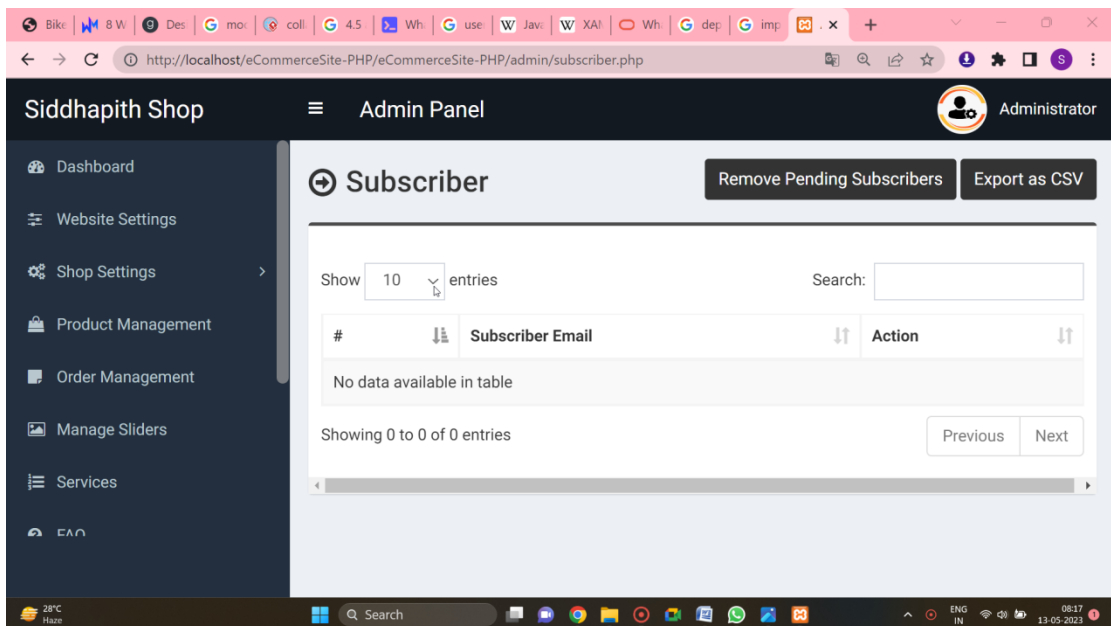 Bike
8 W
Des
moc
coll
4.5
Wh
use
Java
XAM
Wh
dep
imp
.
http://localhost/eCommerceSite-PHP/eCommerceSite-PHP/admin/subscriber.php
S
Siddhapith Shop
Admin Panel
Administrator
Dashboard
Website Settings
Shop Settings
Product Management
Order Management
Manage Sliders
Services
FAQ
Subscriber
Remove Pending Subscribers
Export as CSV
Show 10 entries
Search:
# Subscriber Email Action
No data available in table
Showing 0 to 0 of 0 entries
Previous Next
28°C
Haze
Search
ENG
IN
08:17
13-05-2023